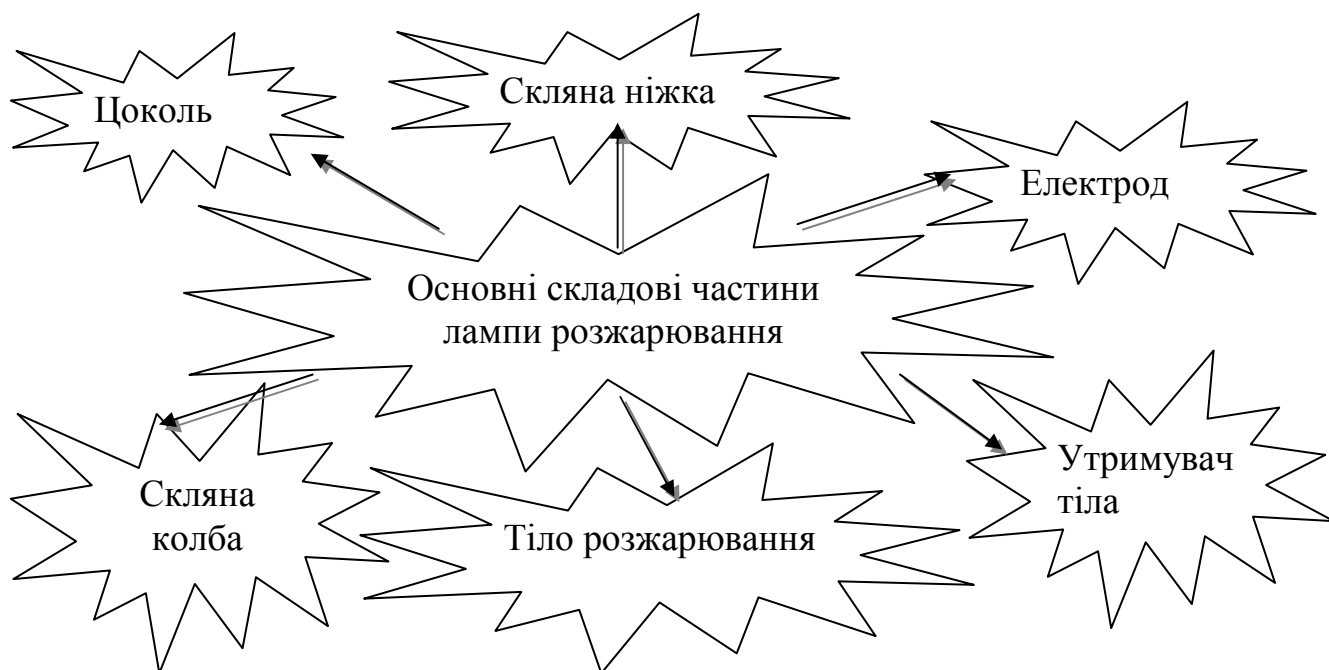 Цоколь
Скляна ніжка
Електрод
Основні складові частини
лампи розжарювання
Скляна
колба
Тіло розжарювання
Утримувач
тіла